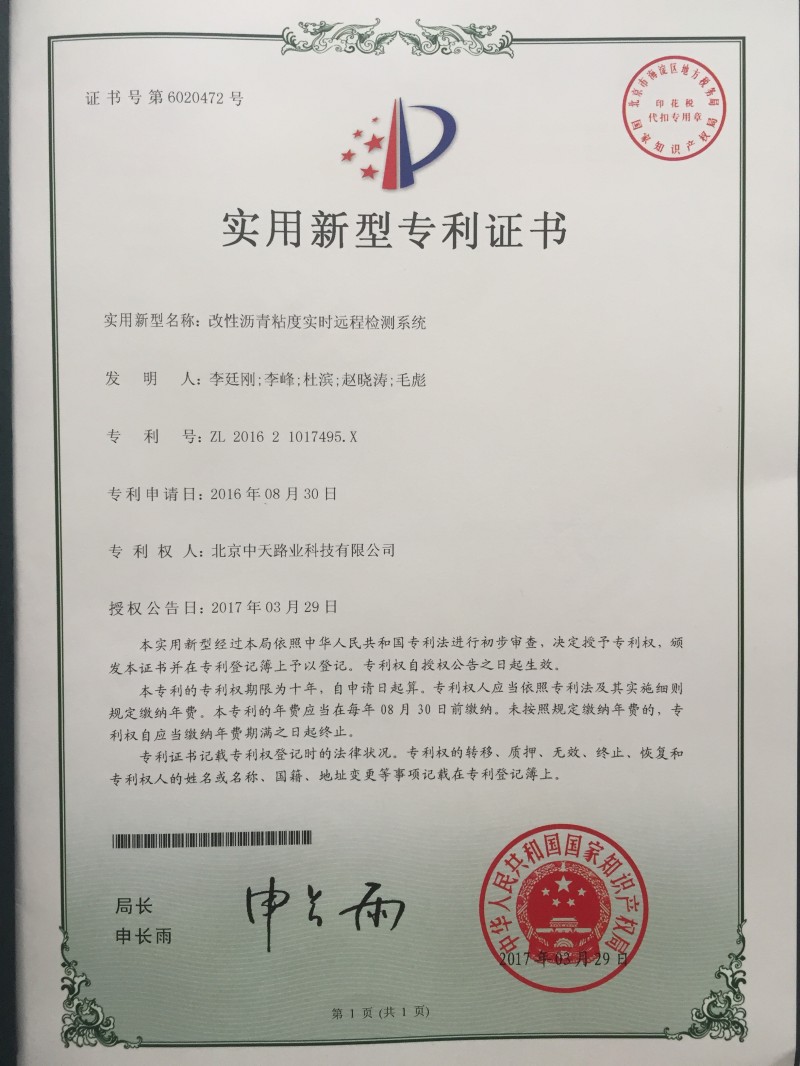 证书号第6020472号
北京市海淀区地方税务局
印花税
代扣专用章
国家知识产权局
实用新型专利证书
实用新型名称：改性沥青粘度实时远程检测系统
发明人：李廷刚;李峰;杜滨;赵晓涛;毛彪
专利号：ZL 2016 2 1017495.X
专利申请日：2016年08月30日
专利权人：北京中天路业科技有限公司
授权公告日：2017年03月29日
本实用新型经过本局依照中华人民共和国专利法进行初步审查，决定授予专利权，颁
发本证书并在专利登记簿上予以登记。专利权自授权公告之日起生效。
本专利的专利权期限为十年，自申请日起算。专利权人应当依照专利法及其实施细则
规定缴纳年费。本专利的年费应当在每年08月30日前缴纳。未按照规定缴纳年费的，专
利权自应当缴纳年费期满之日起终止。
专利证书记载专利权登记时的法律状况。专利权的转移、质押、无效、终止、恢复和
专利权人的姓名或名称、国籍、地址变更等事项记载在专利登记簿上。
局长
申长雨
申长雨
中华人民共和国国家知识产权局
2017年03月29日
第1页(共1页)